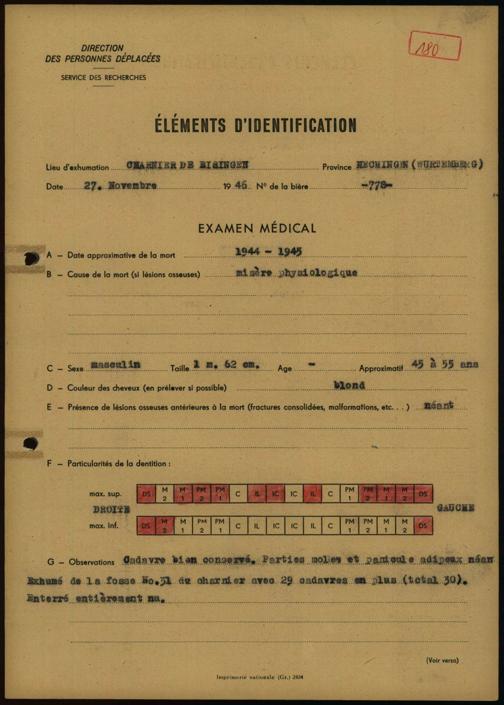 DIRECTION
DES PERSONNES DÉPLACÉES
SERVICE DES RECHERCHES
180
ÉLÉMENTS D'IDENTIFICATION
Lieu d'exhumation CHARNIER DE BISINGEN Province HECHINGEN (WURTEMBERG)
Date 27. Novembre 1946 N° de la bière -778-
EXAMEN MÉDICAL
A — Date approximative de la mort 1944 - 1945
B — Cause de la mort (si lésions osseuses) misère physiologique
C — Sexe masculin Taille 1 m. 62 cm. Age - Approximatif 45 à 55 ans
D — Couleur des cheveux (en prélever si possible) blond
E — Présence de lésions osseuses antérieures à la mort (fractures consolidées, malformations, etc...) néant
F — Particularités de la dentition :
max. sup. DS M 2 M 1 PM 2 PM 1 C IL IC IC IL C PM 1 PM 2 M 1 M 2 DS
DROITE GAUCHE
max. inf. DS M 2 M 1 PM 2 PM 1 C IL IC IC IL C PM 1 PM 2 M 1 M 2 DS
G — Observations Cadavre bien conservé. Parties molles et panicule adipeux néan
Exhumé de la fosse No.31 du charnier avec 29 cadavres en plus (total 30).
Enterré entièrement nu.
(Voir verso)
Imprimerie nationale (Gr.) 2824